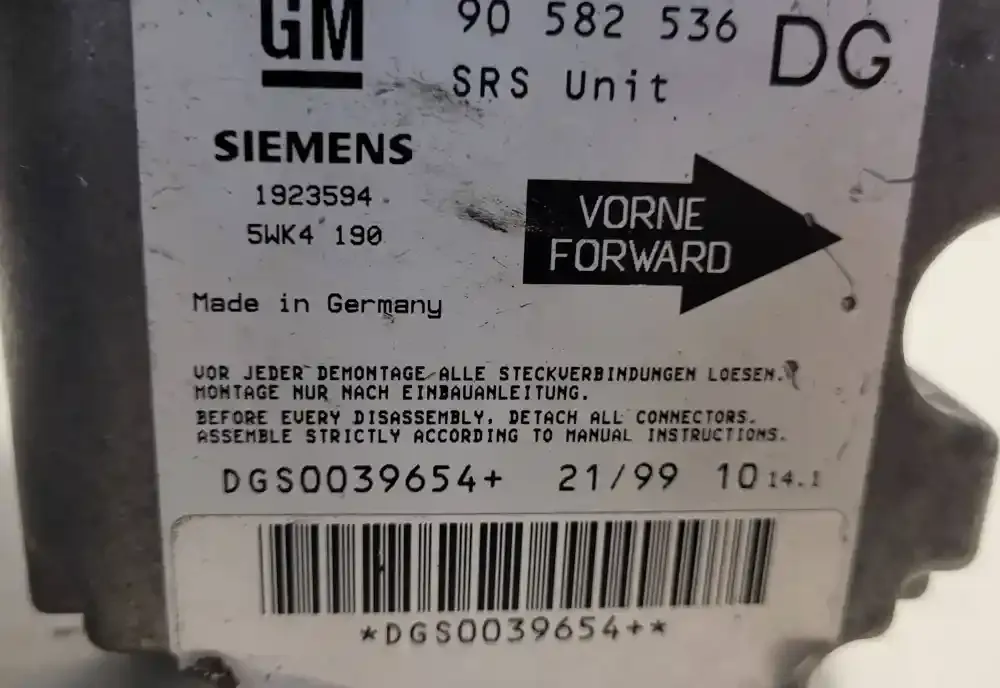 GM 90 582 536 DG
SRS Unit
SIEMENS
1923594
5WK4 190
VORNE
FORWARD
Made in Germany
VOR JEDER DEMONTAGE ALLE STECKVERBINDUNGEN LOESEN.
MONTAGE NUR NACH EINBAUANLEITUNG.
BEFORE EVERY DISASSEMBLY, DETACH ALL CONNECTORS.
ASSEMBLE STRICTLY ACCORDING TO MANUAL INSTRUCTIONS.
DGS0039654+ 21/99 10 14.1
*DGS0039654+*